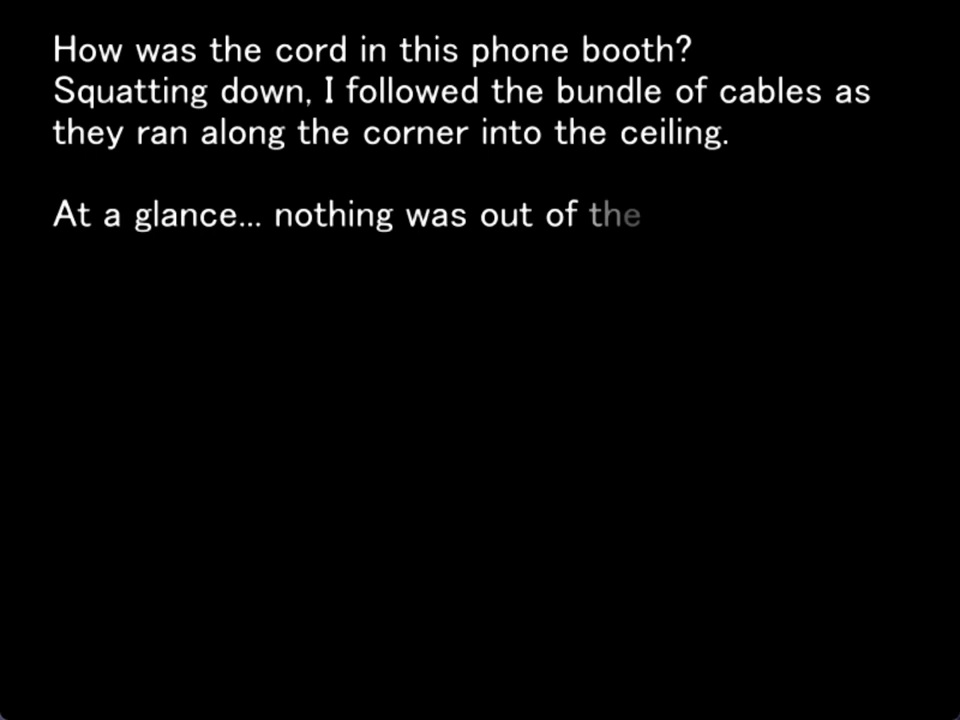 How was the cord in this phone booth?
Squatting down, I followed the bundle of cables as
they ran along the corner into the ceiling.
At a glance... nothing was out of the